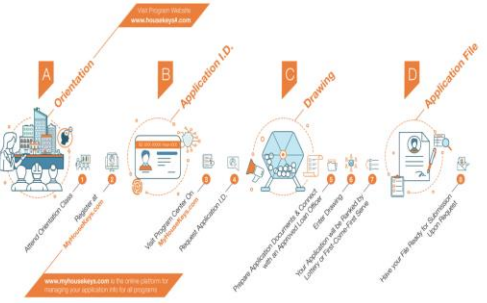 Visit Program Website
www.housekeys4.com
A
Orientation
B
Application I.D.
C
Drawing
D
Application File
1
Attend Orientation Class
2
Register at
MyHouseKeys.com
3
Visit Program Center On
MyHouseKeys.com
4
Request Application I.D.
5
Prepare Application Documents & Connect
with an Approved Loan Officer
6
Enter Drawing
7
Your Application will be Ranked by
Lottery or First-Come-First Serve
8
Have your File Ready for Submission
Upon Request
www.myhousekeys.com is the online platform for
managing your application info for all programs